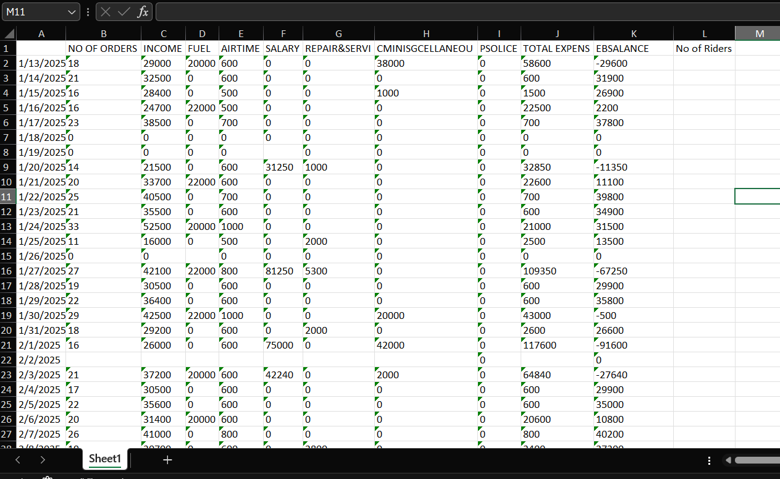 M11 fx
A B C D E F G H I J K L M
1 NO OF ORDERS INCOME FUEL AIRTIME SALARY REPAIR&SERVI CMINISGCELLANEOU PSOLICE TOTAL EXPENS EBSALANCE No of Riders
2 1/13/2025 18 29000 20000 600 0 0 38000 0 58600 -29600
3 1/14/2025 21 32500 0 600 0 0 0 0 600 31900
4 1/15/2025 16 28400 0 500 0 0 1000 0 1500 26900
5 1/16/2025 16 24700 22000 500 0 0 0 0 22500 2200
6 1/17/2025 23 38500 0 700 0 0 0 0 700 37800
7 1/18/2025 0 0 0 0 0 0 0 0 0 0
8 1/19/2025 0 0 0 0 0 0 0 0 0
9 1/20/2025 14 21500 0 600 31250 1000 0 0 32850 -11350
10 1/21/2025 20 33700 22000 600 0 0 0 0 22600 11100
11 1/22/2025 25 40500 0 700 0 0 0 0 700 39800
12 1/23/2025 21 35500 0 600 0 0 0 0 600 34900
13 1/24/2025 33 52500 20000 1000 0 0 0 0 21000 31500
14 1/25/2025 11 16000 0 500 0 2000 0 0 2500 13500
15 1/26/2025 0 0 0 0 0 0 0 0 0 0
16 1/27/2025 27 42100 22000 800 81250 5300 0 0 109350 -67250
17 1/28/2025 19 30500 0 600 0 0 0 0 600 29900
18 1/29/2025 22 36400 0 600 0 0 0 0 600 35800
19 1/30/2025 29 42500 22000 1000 0 0 20000 0 43000 -500
20 1/31/2025 18 29200 0 600 0 2000 0 0 2600 26600
21 2/1/2025 16 26000 0 600 75000 0 42000 0 117600 -91600
22 2/2/2025 0 0
23 2/3/2025 21 37200 20000 600 42240 0 2000 0 64840 -27640
24 2/4/2025 17 30500 0 600 0 0 0 0 600 29900
25 2/5/2025 22 35600 0 600 0 0 0 0 600 35000
26 2/6/2025 20 31400 20000 600 0 0 0 0 20600 10800
27 2/7/2025 26 41000 0 800 0 0 0 0 800 40200
Sheet1